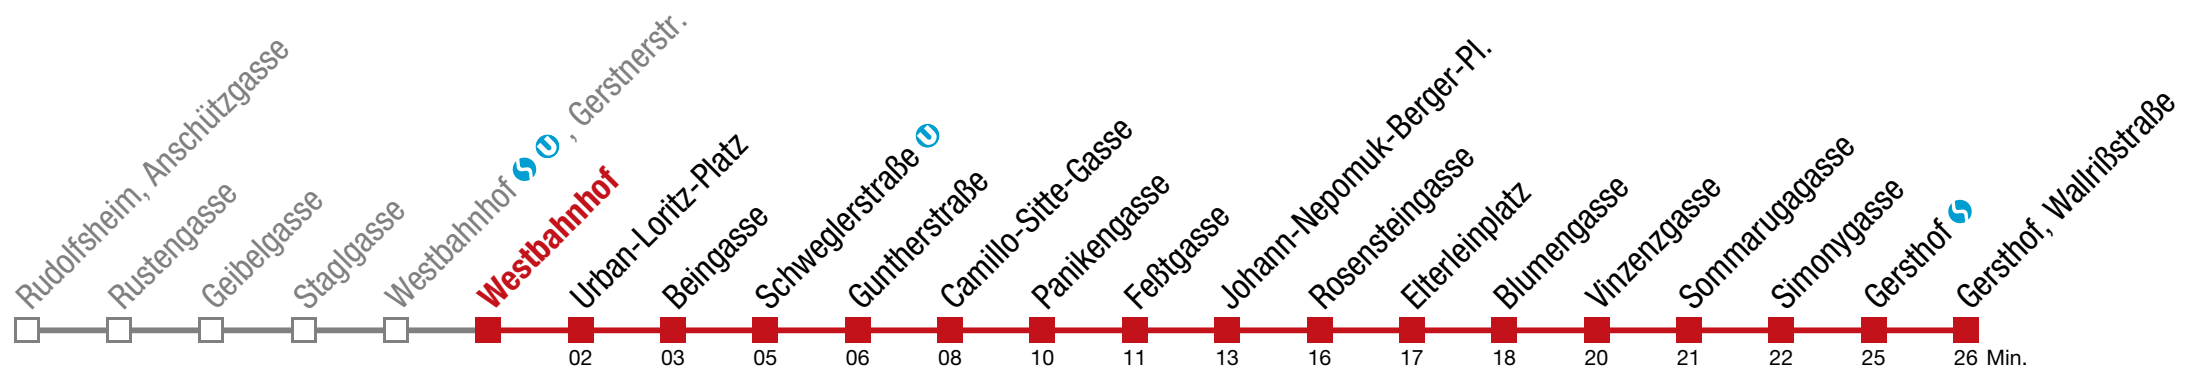 Rudolfsheim, Anschützgasse
Rustengasse
Geibelgasse
Staglgasse
Westbahnhof S U , Gerstnerstr.
Westbahnhof
Urban-Loritz-Platz
Beingasse
Schweglerstraße U
Guntherstraße
Camillo-Sitte-Gasse
Panikengasse
Feßtgasse
Johann-Nepomuk-Berger-Pl.
Rosensteingasse
Elterleinplatz
Blumengasse
Vinzenzgasse
Sommarugagasse
Simonygasse
Gersthof S
Gersthof, Wallrißstraße
02 03 05 06 08 10 11 13 16 17 18 20 21 22 25 26 Min.